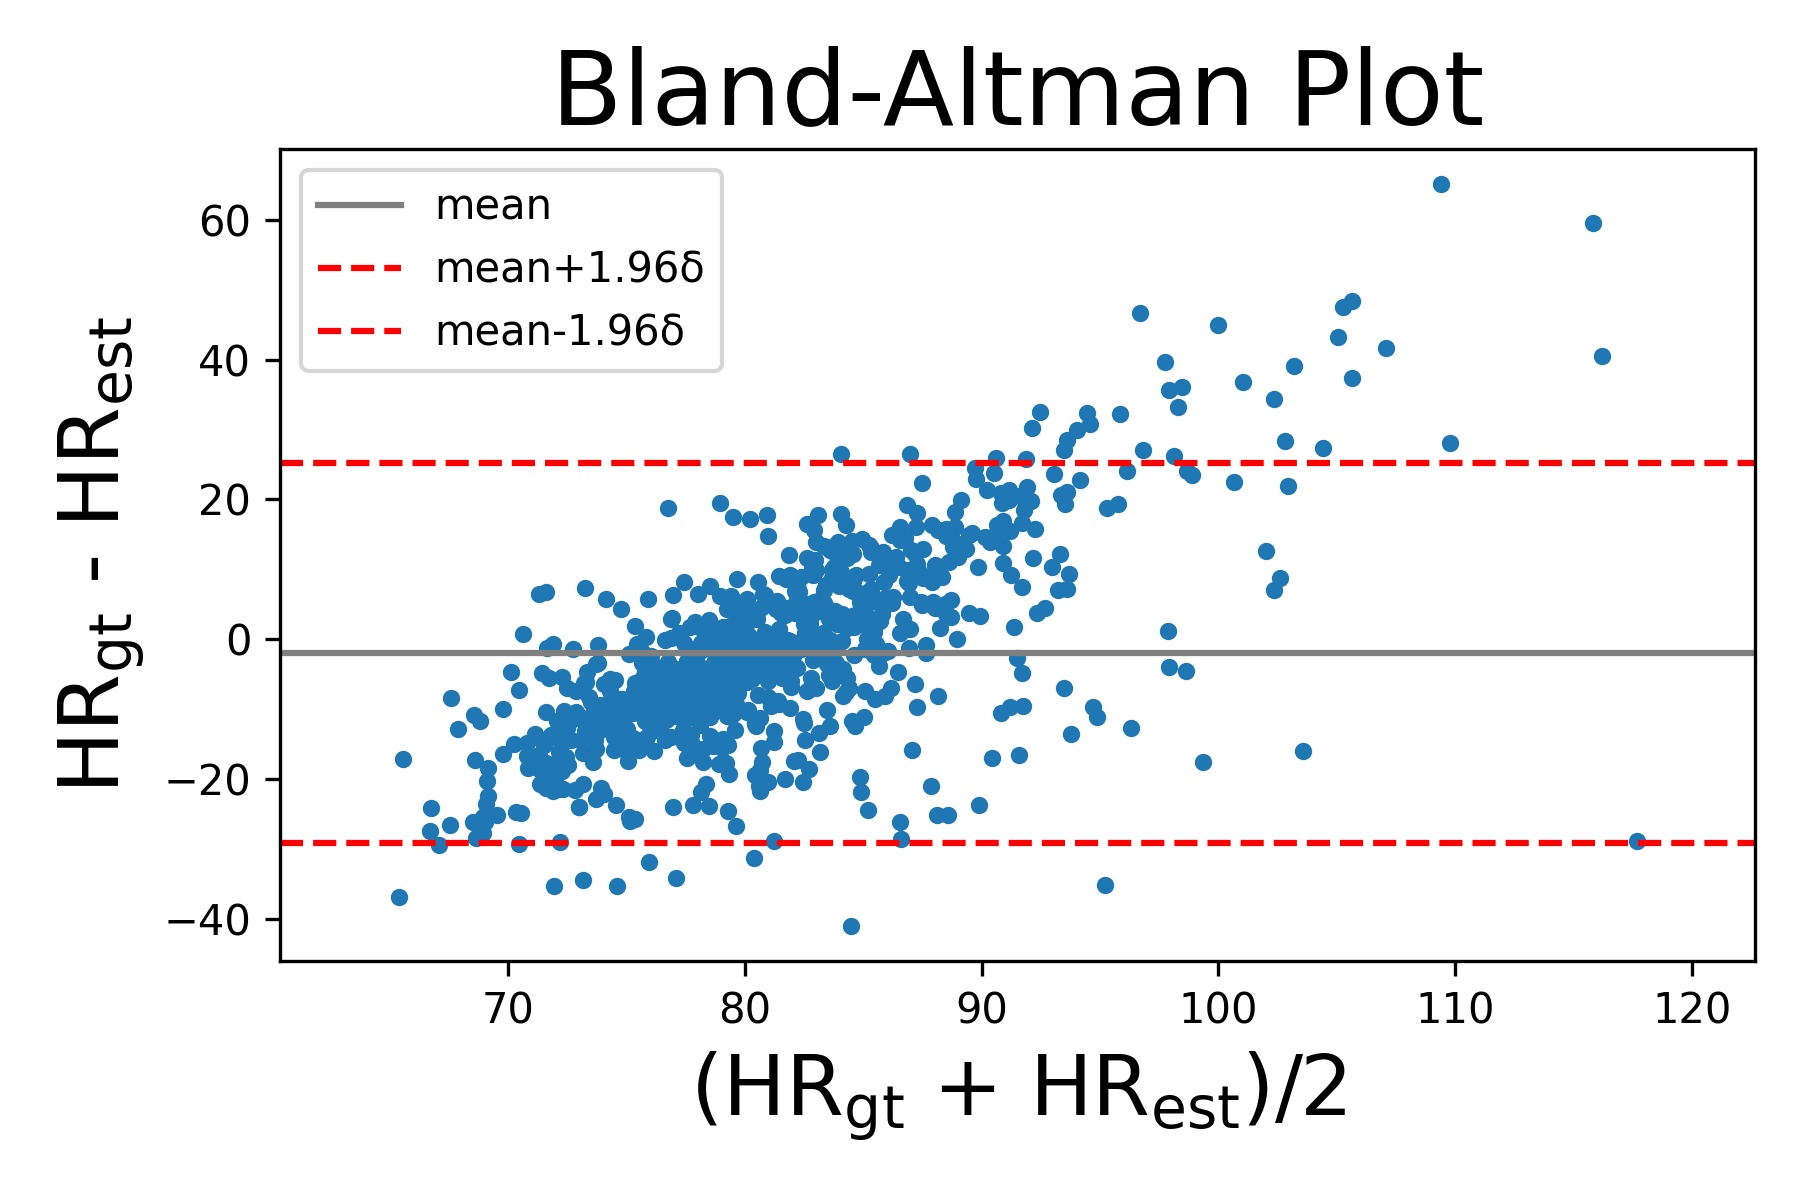 Bland-Altman Plot
mean
mean+1.96δ
mean-1.96δ
HRgt - HRest
60
40
20
0
−20
−40
70 80 90 100 110 120
(HRgt + HRest)/2